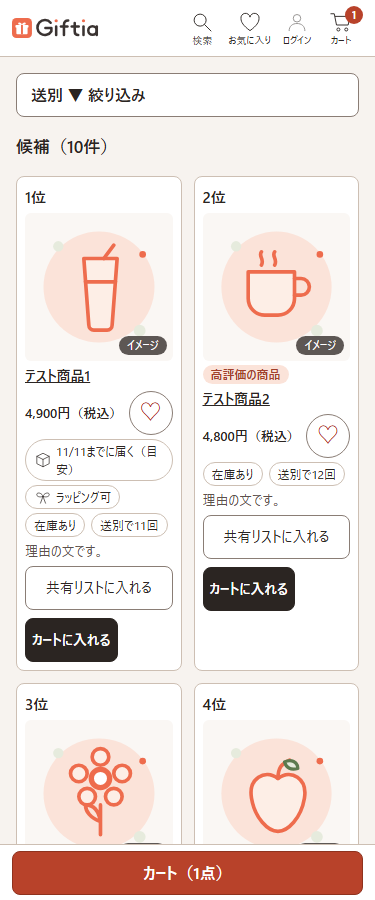 Giftia
検索
お気に入り
ログイン
カート
1
送別 ▼ 絞り込み
候補（10件）
1位
イメージ
テスト商品1
4,900円（税込）
11/11までに届く（目
安）
ラッピング可
在庫あり
送別で11回
理由の文です。
共有リストに入れる
カートに入れる
2位
イメージ
高評価の商品
テスト商品2
4,800円（税込）
在庫あり
送別で12回
理由の文です。
共有リストに入れる
カートに入れる
3位
4位
カート（1点）